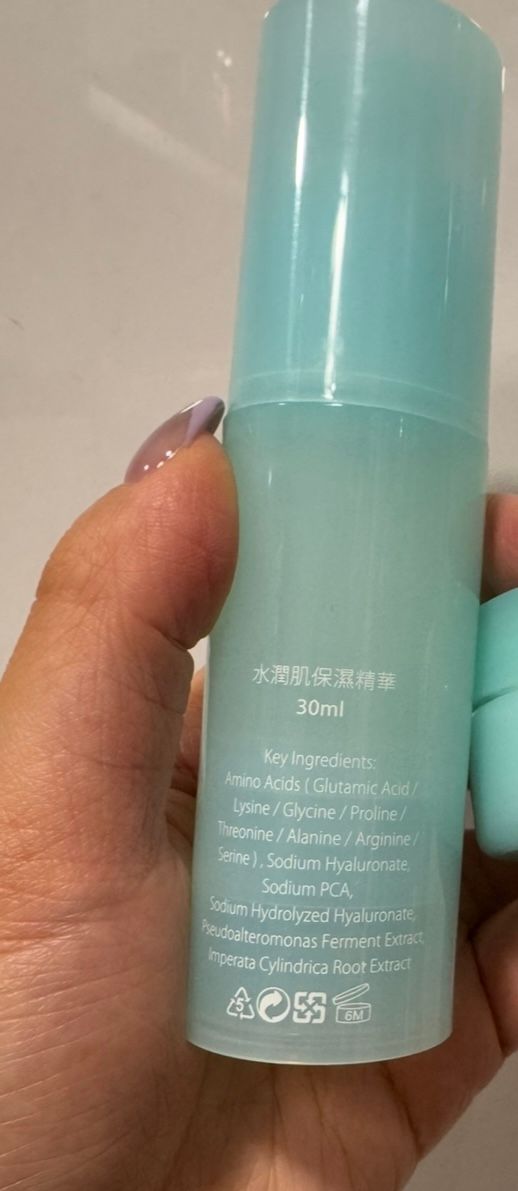 水潤肌保濕精華
30ml
Key Ingredients:
Amino Acids ( Glutamic Acid /
Lysine / Glycine / Proline /
Threonine / Alanine / Arginine /
Serine ) , Sodium Hyaluronate,
Sodium PCA,
Sodium Hydrolyzed Hyaluronate,
Pseudoalteromonas Ferment Extract,
Imperata Cylindrica Root Extract
5 6M